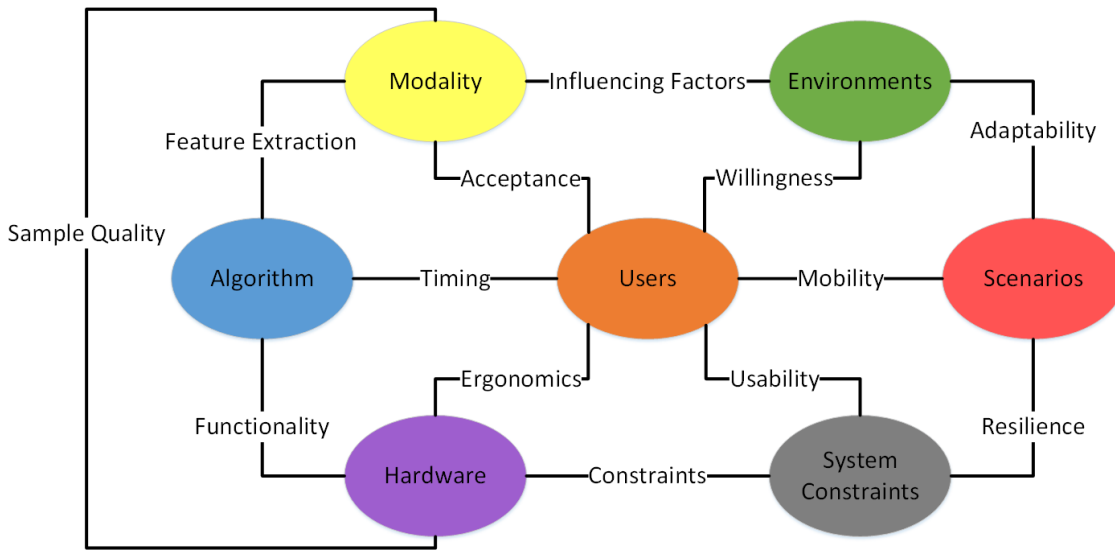 Modality
Influencing Factors
Environments
Feature Extraction
Adaptability
Acceptance
Willingness
Sample Quality
Algorithm
Timing
Users
Mobility
Scenarios
Ergonomics
Usability
Functionality
Resilience
Hardware
Constraints
System
Constraints